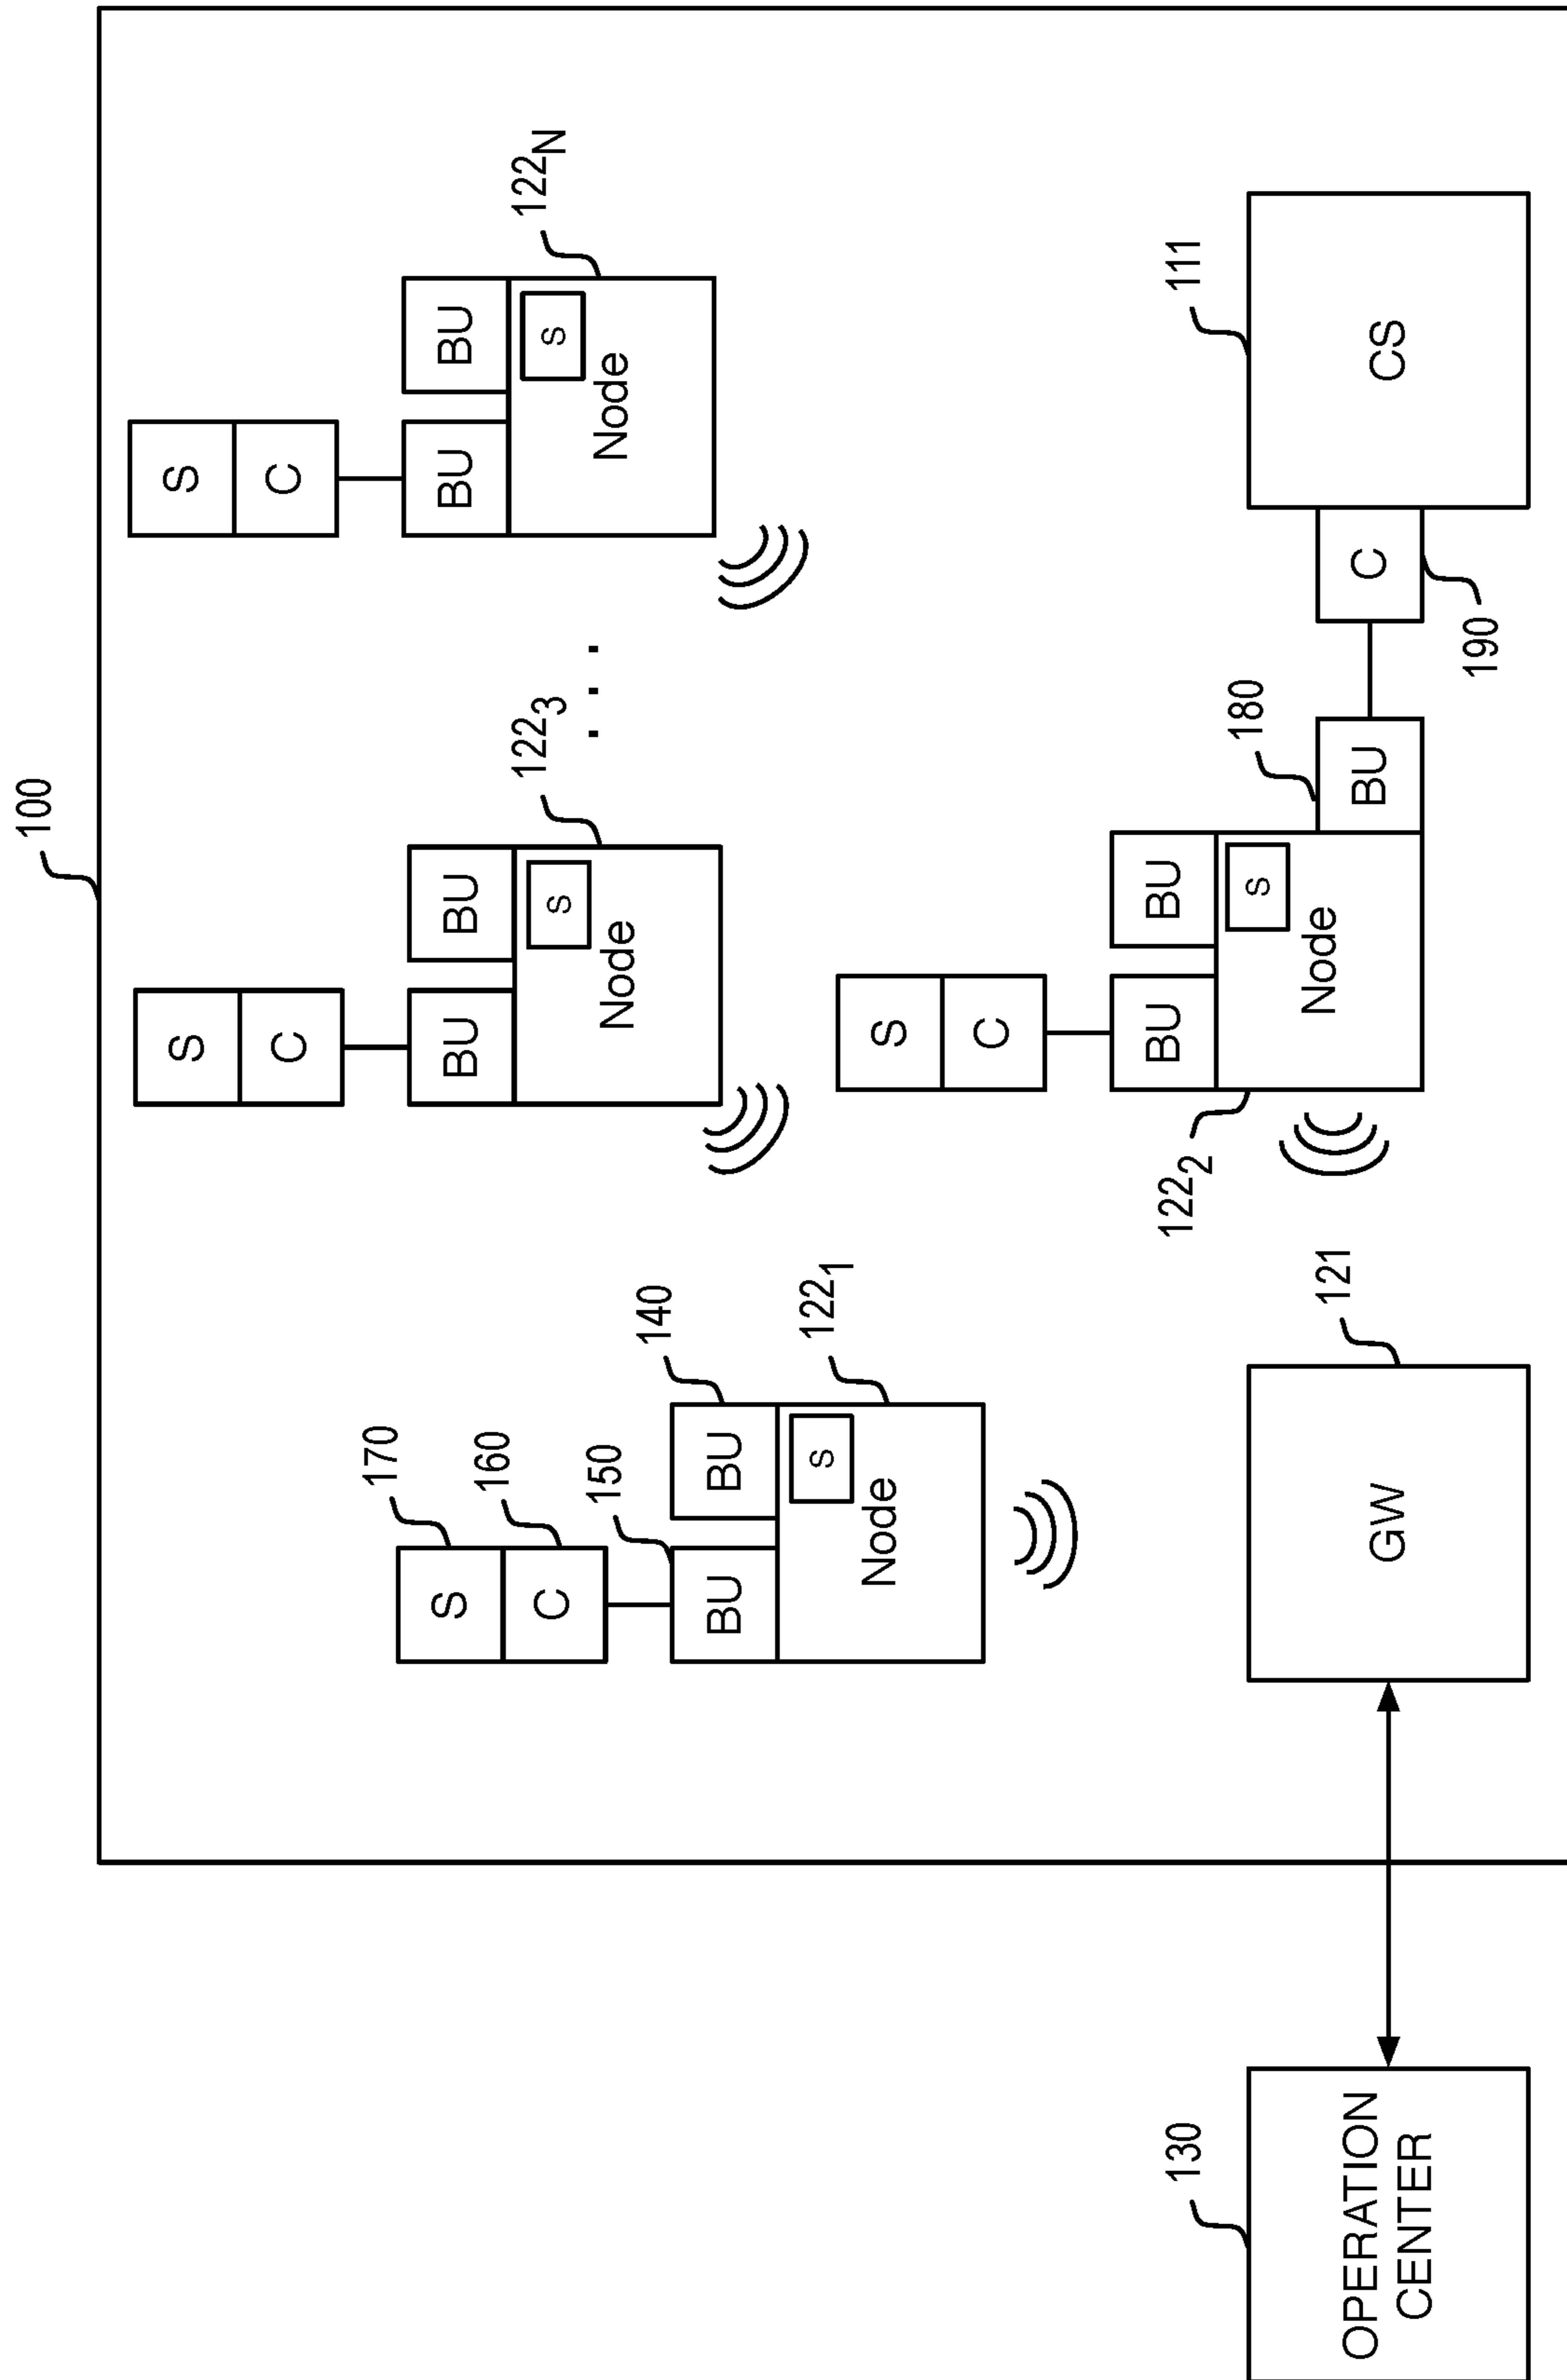 100
S
C
BU
BU
S
Node
122N
S
C
BU
BU
S
Node
1223
. . .
170
S
160
C
150
BU
BU
140
S
Node
1221
S
C
BU
BU
S
Node
1222
BU
180
C
190
CS
111
GW
121
130
OPERATION
CENTER